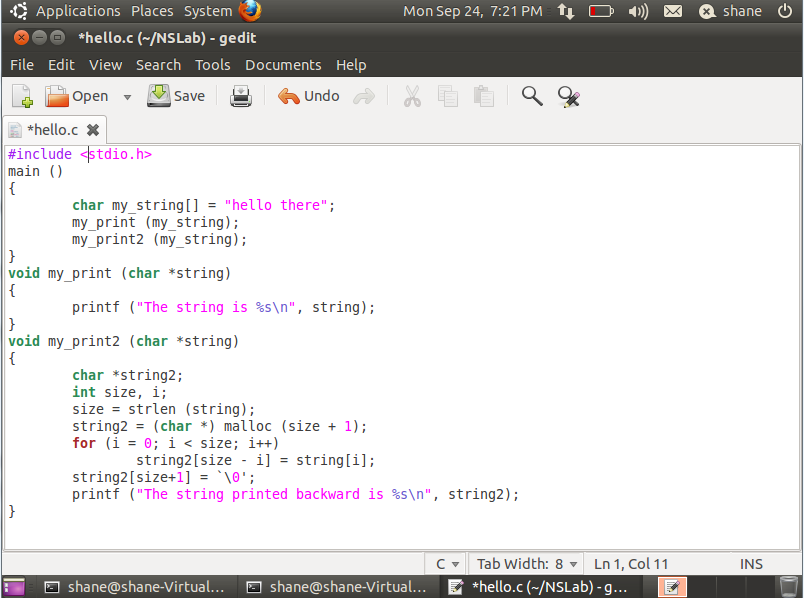 Applications Places System Mon Sep 24, 7:21 PM shane
*hello.c (~/NSLab) - gedit
File Edit View Search Tools Documents Help
Open Save Undo
*hello.c
#include <stdio.h>
main ()
{
        char my_string[] = "hello there";
        my_print (my_string);
        my_print2 (my_string);
}
void my_print (char *string)
{
        printf ("The string is %s\n", string);
}
void my_print2 (char *string)
{
        char *string2;
        int size, i;
        size = strlen (string);
        string2 = (char *) malloc (size + 1);
        for (i = 0; i < size; i++)
                string2[size - i] = string[i];
        string2[size+1] = `\0';
        printf ("The string printed backward is %s\n", string2);
}
C Tab Width: 8 Ln 1, Col 11 INS
shane@shane-Virtual... shane@shane-Virtual... *hello.c (~/NSLab) - g...